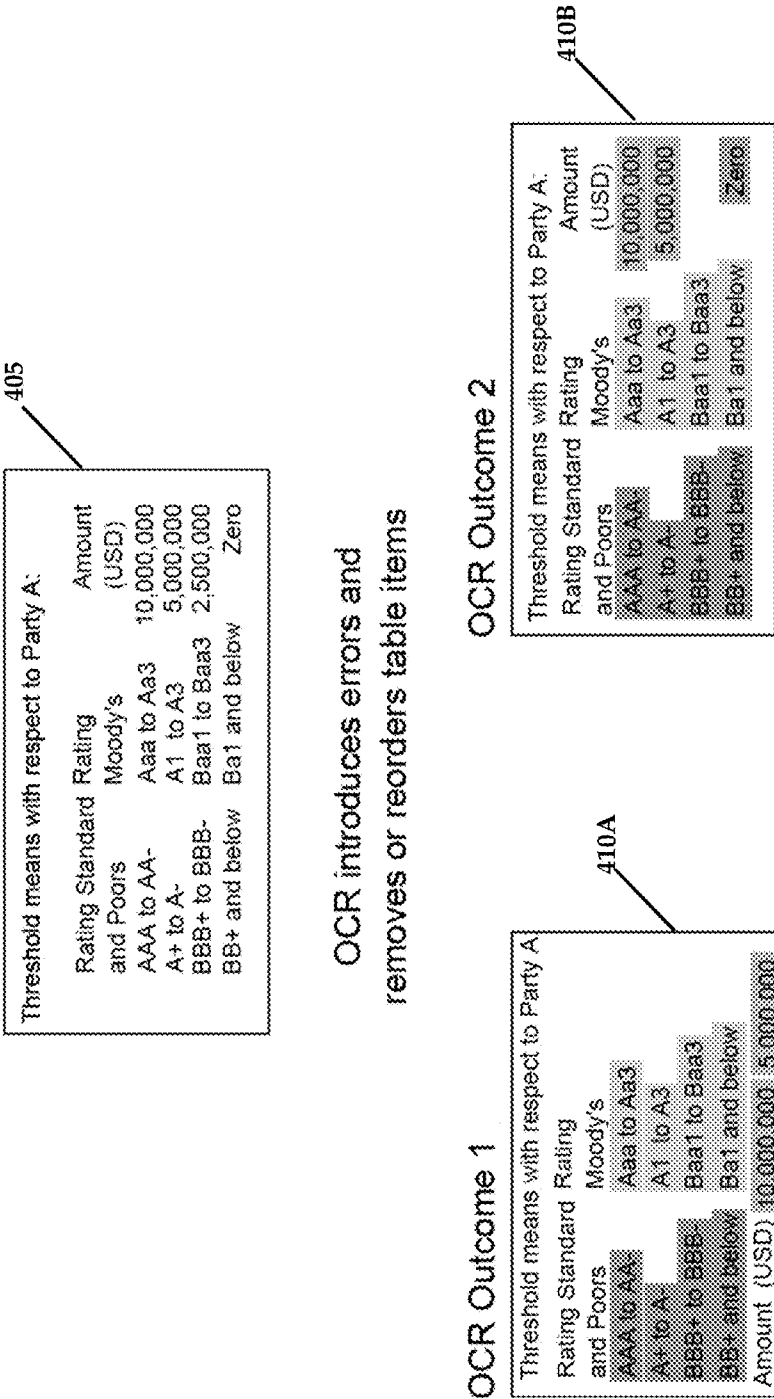 405
Threshold means with respect to Party A:
Rating Standard Rating Amount
and Poors Moody's (USD)
AAA to AA- Aaa to Aa3 10,000,000
A+ to A- A1 to A3 5,000,000
BBB+ to BBB- Baa1 to Baa3 2,500,000
BB+ and below Ba1 and below Zero
OCR introduces errors and
removes or reorders table items
OCR Outcome 1
410A
Threshold means with respect to Party A
Rating Standard Rating
and Poors Moody's
AAA to AA- Aaa to Aa3
A+ to A- A1 to A3
BBB+ to BBB- Baa1 to Baa3
BB+ and below Ba1 and below
Amount (USD) 10,000,000 5,000,000
OCR Outcome 2
410B
Threshold means with respect to Party A:
Rating Standard Rating Amount
and Poors Moody's (USD)
AAA to AA- Aaa to Aa3 10,000,000
A+ to A- A1 to A3 5,000,000
BBB+ to BBB- Baa1 to Baa3
BB+ and below Ba1 and below Zero